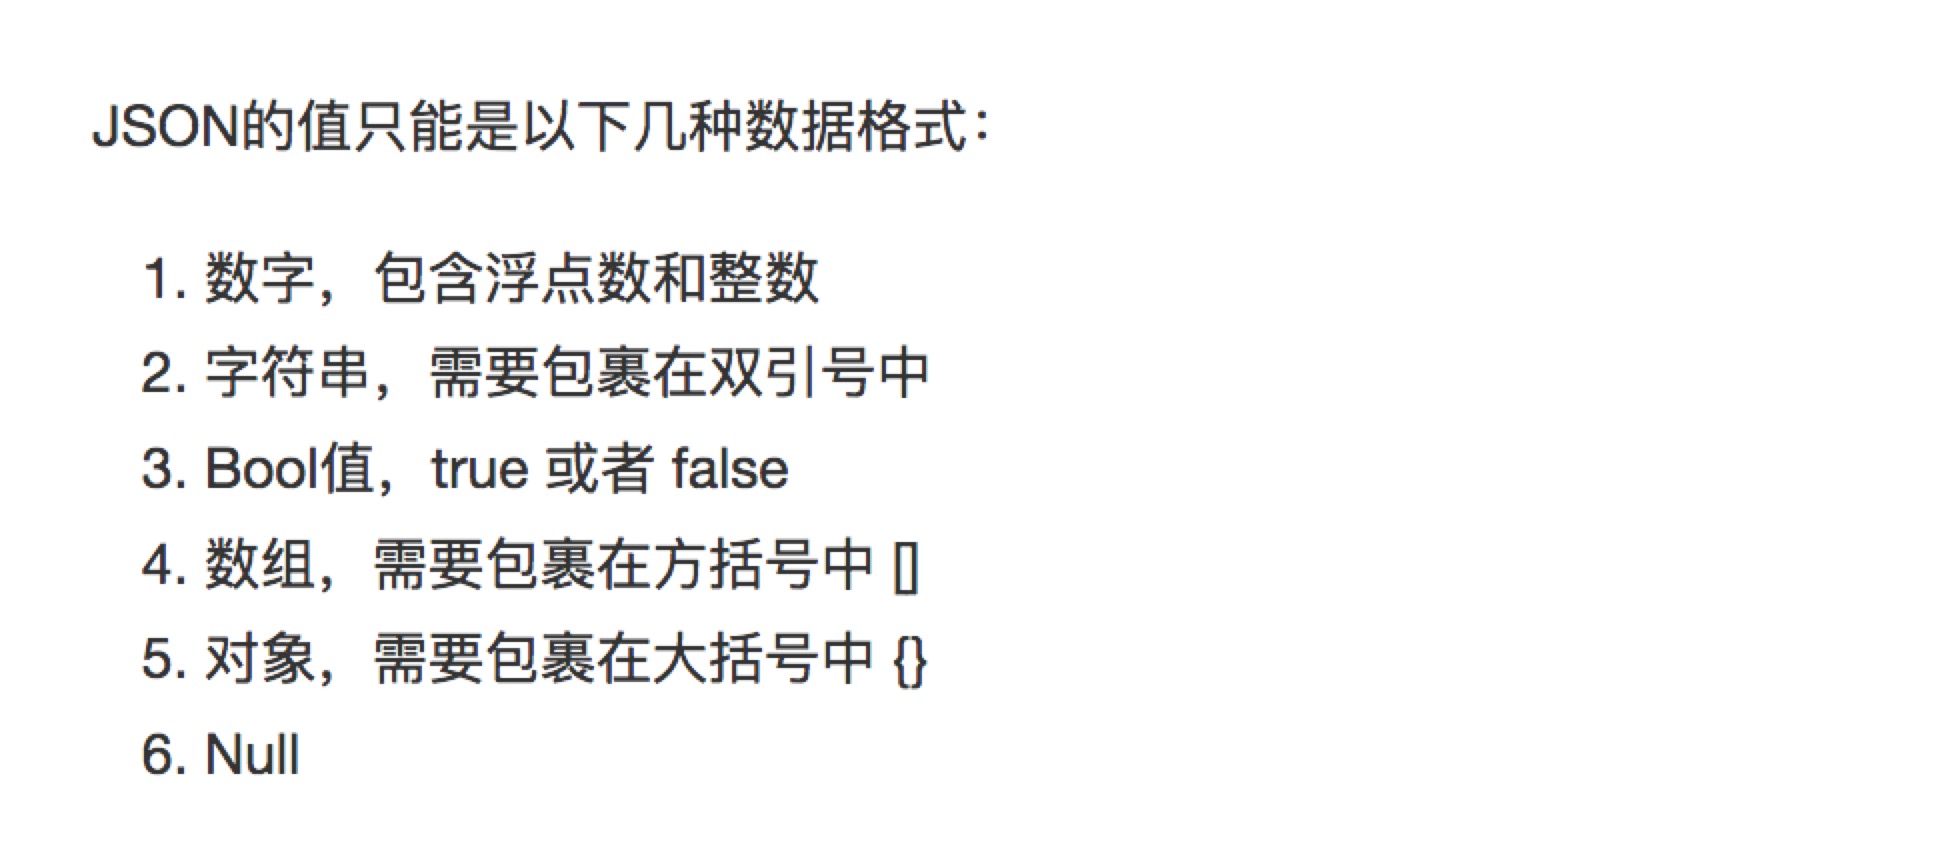 JSON的值只能是以下几种数据格式：
1. 数字，包含浮点数和整数
2. 字符串，需要包裹在双引号中
3. Bool值，true 或者 false
4. 数组，需要包裹在方括号中 []
5. 对象，需要包裹在大括号中 {}
6. Null